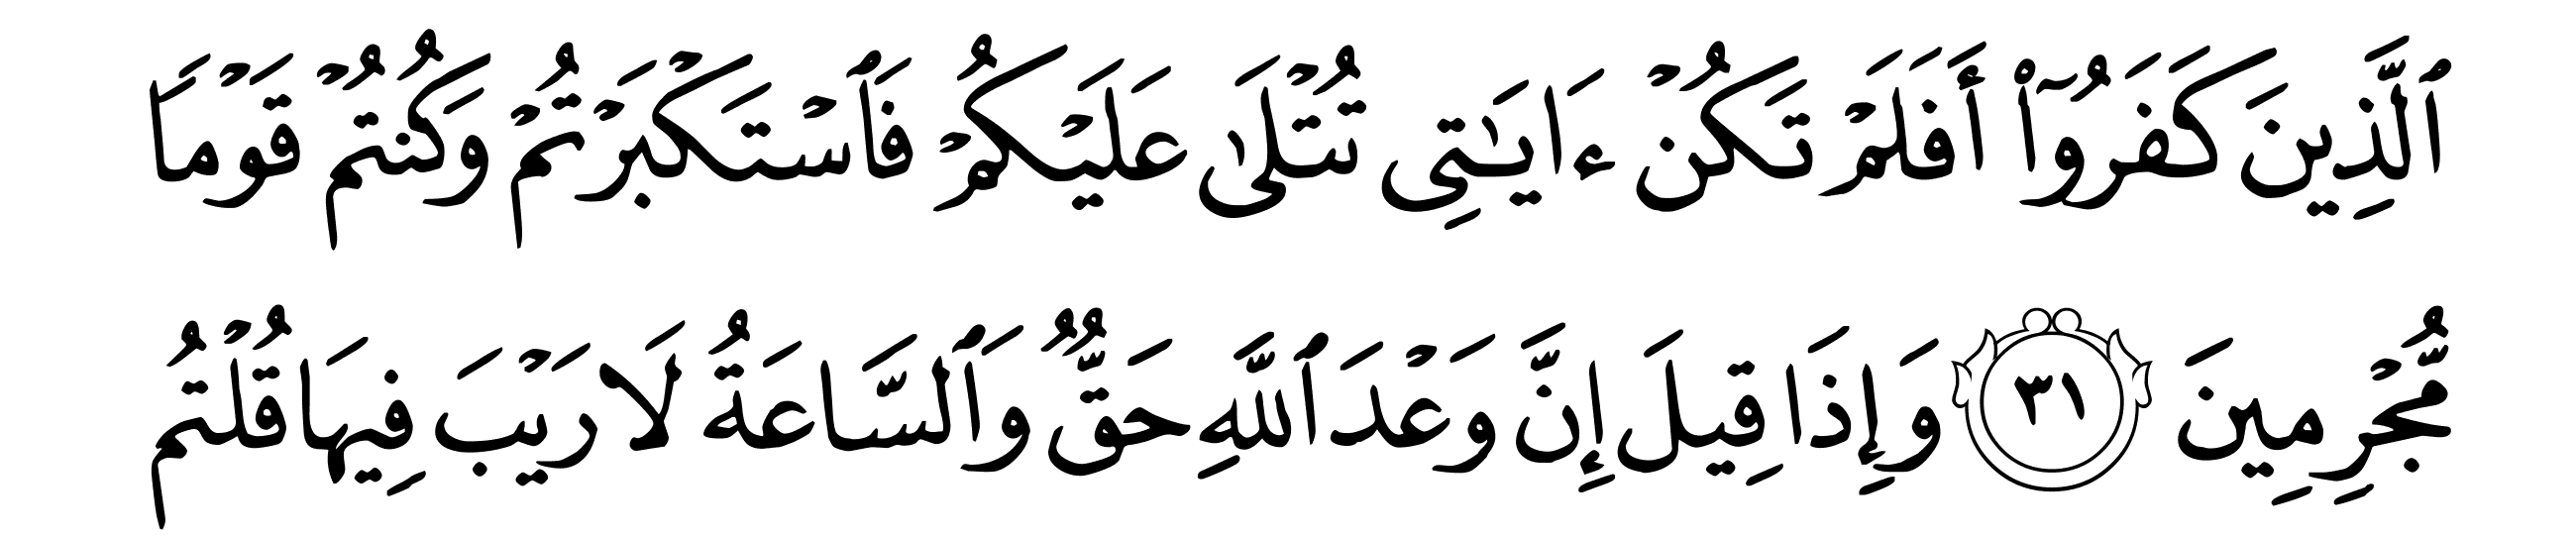 ٱلَّذِينَ كَفَرُوٓا۟ أَفَلَمْ تَكُنْ ءَايَـٰتِى تُتْلَىٰ عَلَيْكُمْ فَٱسْتَكْبَرْتُمْ وَكُنتُمْ قَوْمًا
مُّجْرِمِينَ ٣١ وَإِذَا قِيلَ إِنَّ وَعْدَ ٱللَّهِ حَقٌّ وَٱلسَّاعَةُ لَا رَيْبَ فِيهَا قُلْتُم